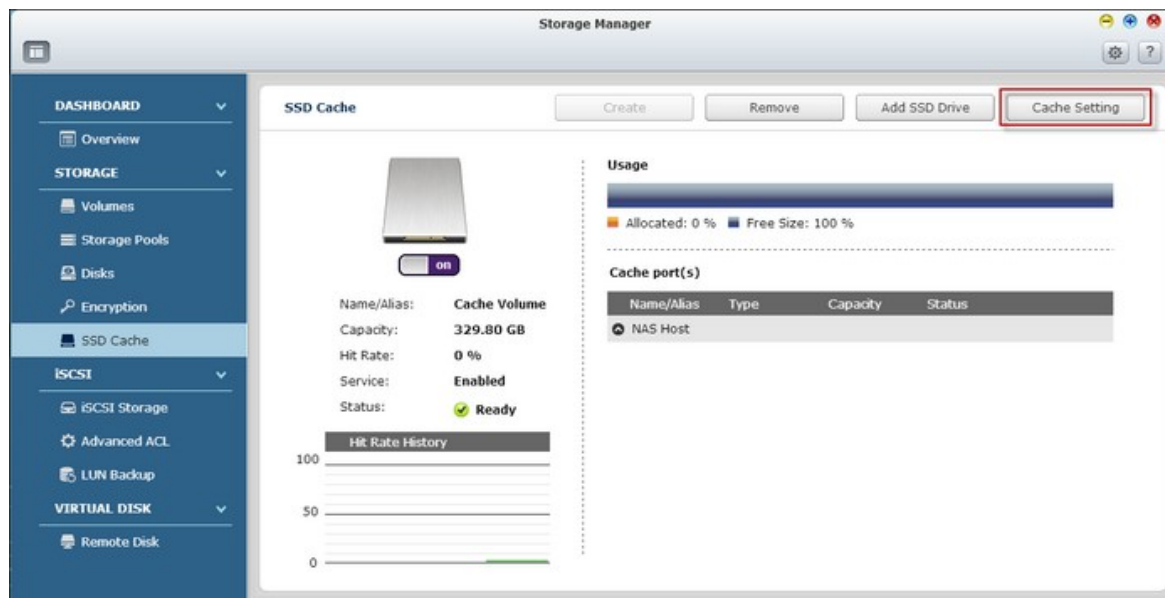 Storage Manager
?
DASHBOARD
Overview
STORAGE
Volumes
Storage Pools
Disks
Encryption
SSD Cache
iSCSI
iSCSI Storage
Advanced ACL
LUN Backup
VIRTUAL DISK
Remote Disk
SSD Cache
Create Remove Add SSD Drive Cache Setting
on
Name/Alias: Cache Volume
Capacity: 329.80 GB
Hit Rate: 0 %
Service: Enabled
Status: Ready
Hit Rate History
100
50
0
Usage
Allocated: 0 % Free Size: 100 %
Cache port(s)
Name/Alias Type Capacity Status
NAS Host